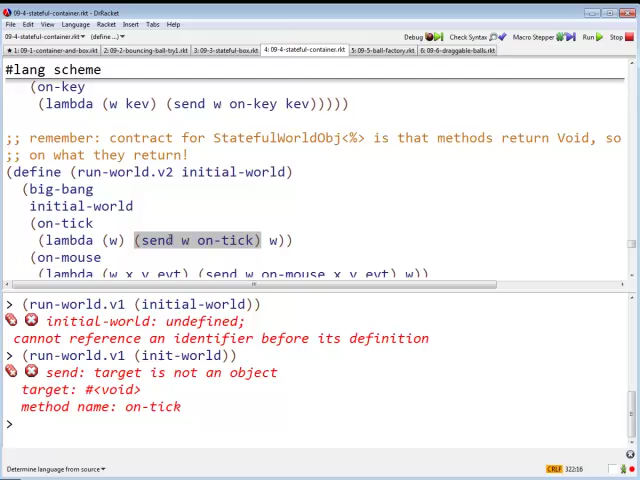 09-4-stateful-container.rkt - DrRacket
File Edit View Language Racket Insert Tabs Help
09-4-stateful-container.rkt (define ...) Debug Check Syntax Macro Stepper Run Stop
1: 09-1-container-and-box.rkt 2: 09-2-bouncing-ball-try1.rkt 3: 09-3-stateful-box.rkt 4: 09-4-stateful-container.rkt 5: 09-5-ball-factory.rkt 6: 09-6-draggable-balls.rkt
#lang scheme
(on-key
(lambda (w kev) (send w on-key kev)))))
;; remember: contract for StatefulWorldObj<%> is that methods return Void, so
;; on what they return!
(define (run-world.v2 initial-world)
(big-bang
initial-world
(on-tick
(lambda (w) (send w on-tick) w))
(on-mouse
(lambda (w x y evt) (send w on-mouse x y evt) w))
> (run-world.v1 (initial-world))
initial-world: undefined;
cannot reference an identifier before its definition
> (run-world.v1 (init-world))
send: target is not an object
target: #<void>
method name: on-tick
>
Determine language from source CRLF 322:16